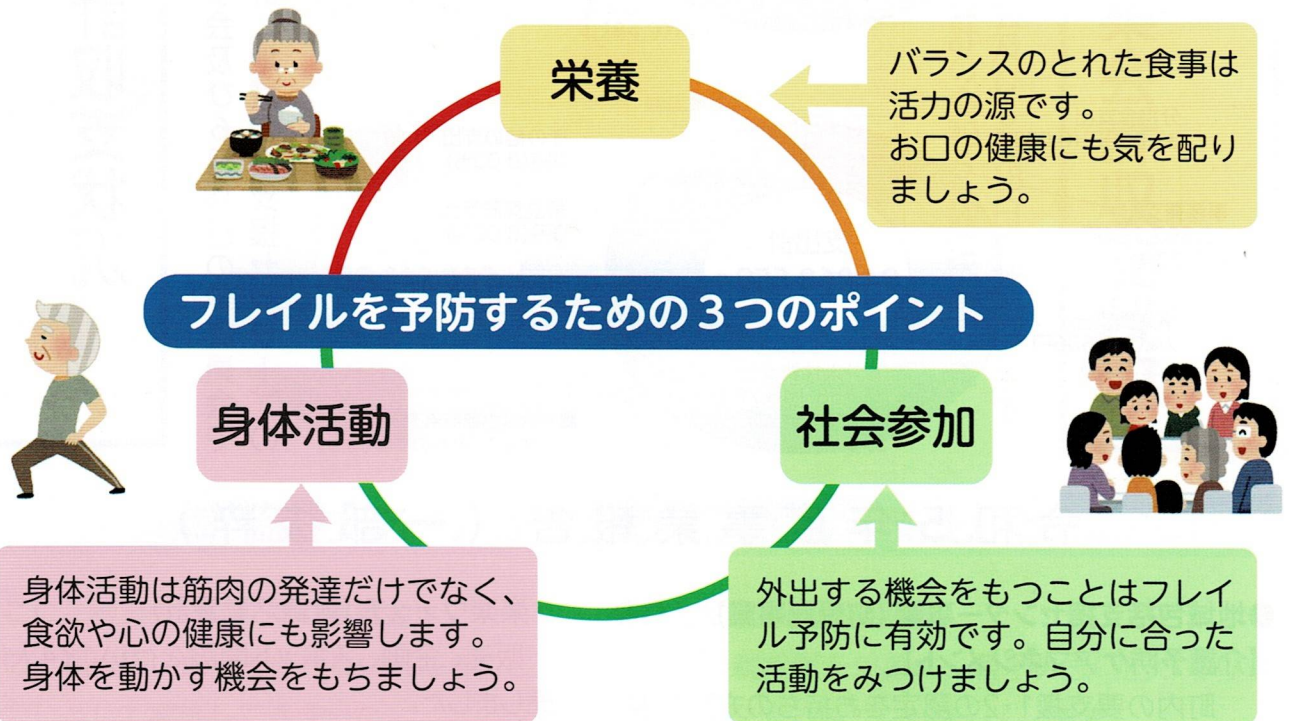 栄養
バランスのとれた食事は
活力の源です。
お口の健康にも気を配り
ましょう。
フレイルを予防するための３つのポイント
身体活動
社会参加
身体活動は筋肉の発達だけでなく、
食欲や心の健康にも影響します。
身体を動かす機会をもちましょう。
外出する機会をもつことはフレイ
ル予防に有効です。自分に合った
活動をみつけましょう。